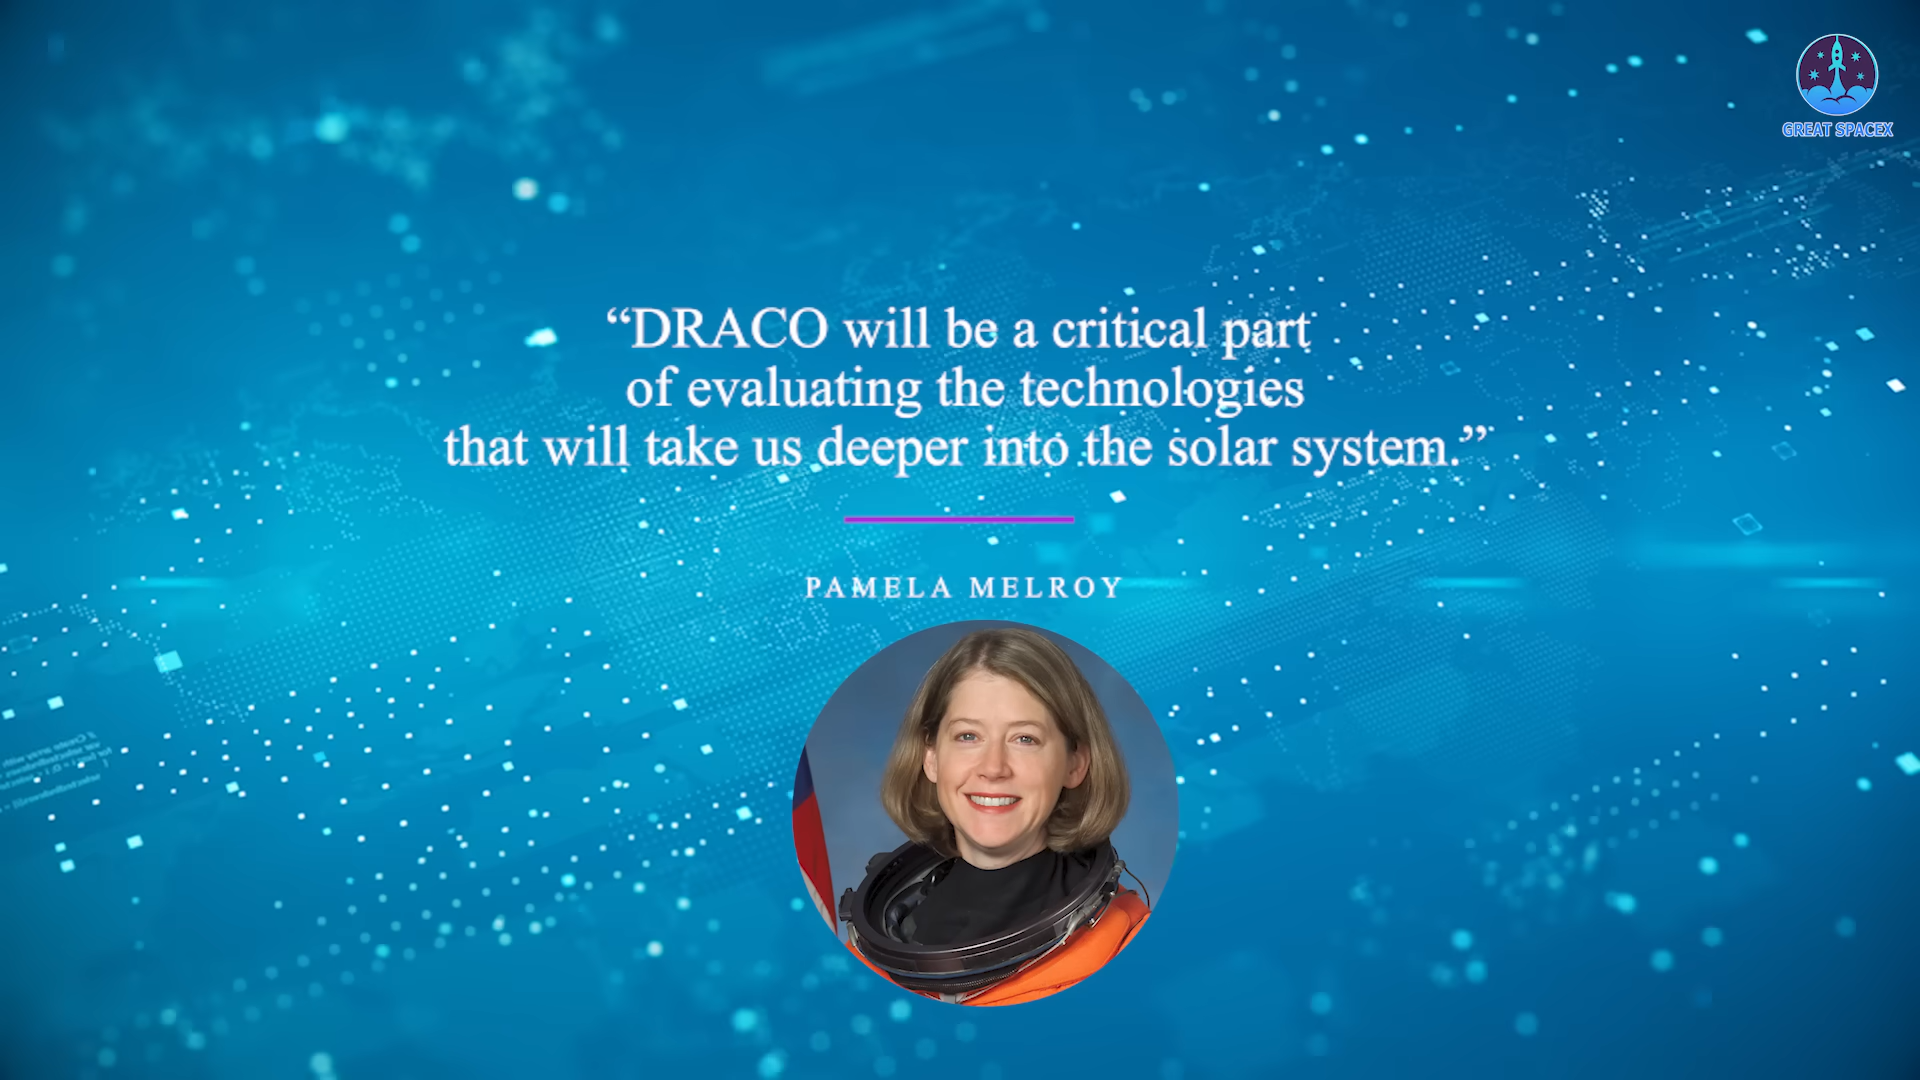 GREAT SPACEX
“DRACO will be a critical part
of evaluating the technologies
that will take us deeper into the solar system.”
PAMELA MELROY